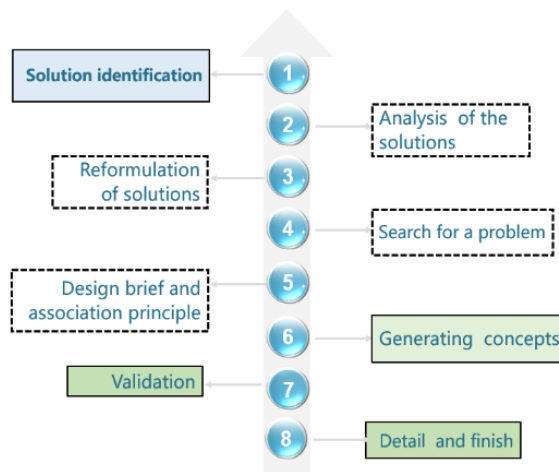 Solution identification
1
2
Analysis of the
solutions
Reformulation
of solutions
3
4
Search for a problem
Design brief and
association principle
5
6
Generating concepts
Validation
7
8
Detail and finish